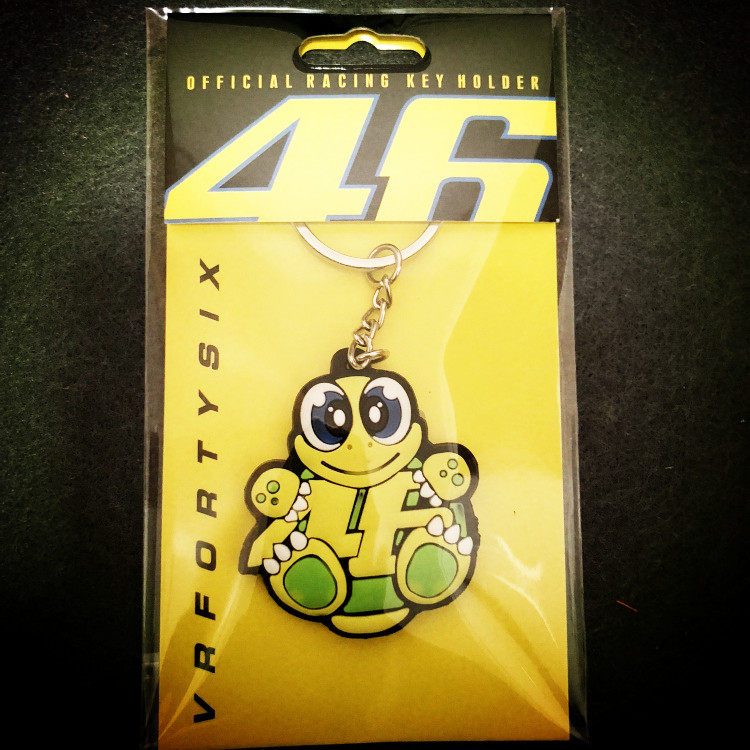 OFFICIAL RACING KEY HOLDER
46
VRFORTYSIX